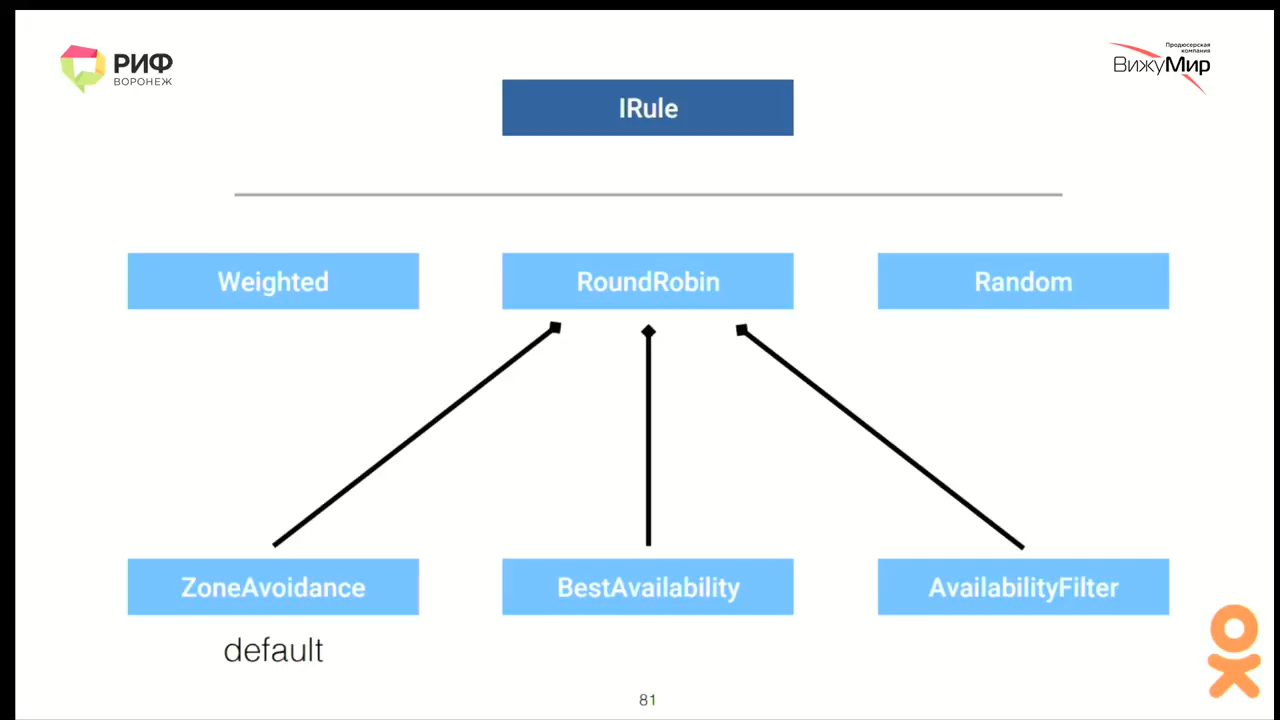 РИФ
ВОРОНЕЖ
Продюсерская
компания
ВижуМир
IRule
Weighted
RoundRobin
Random
ZoneAvoidance
BestAvailability
AvailabilityFilter
default
81